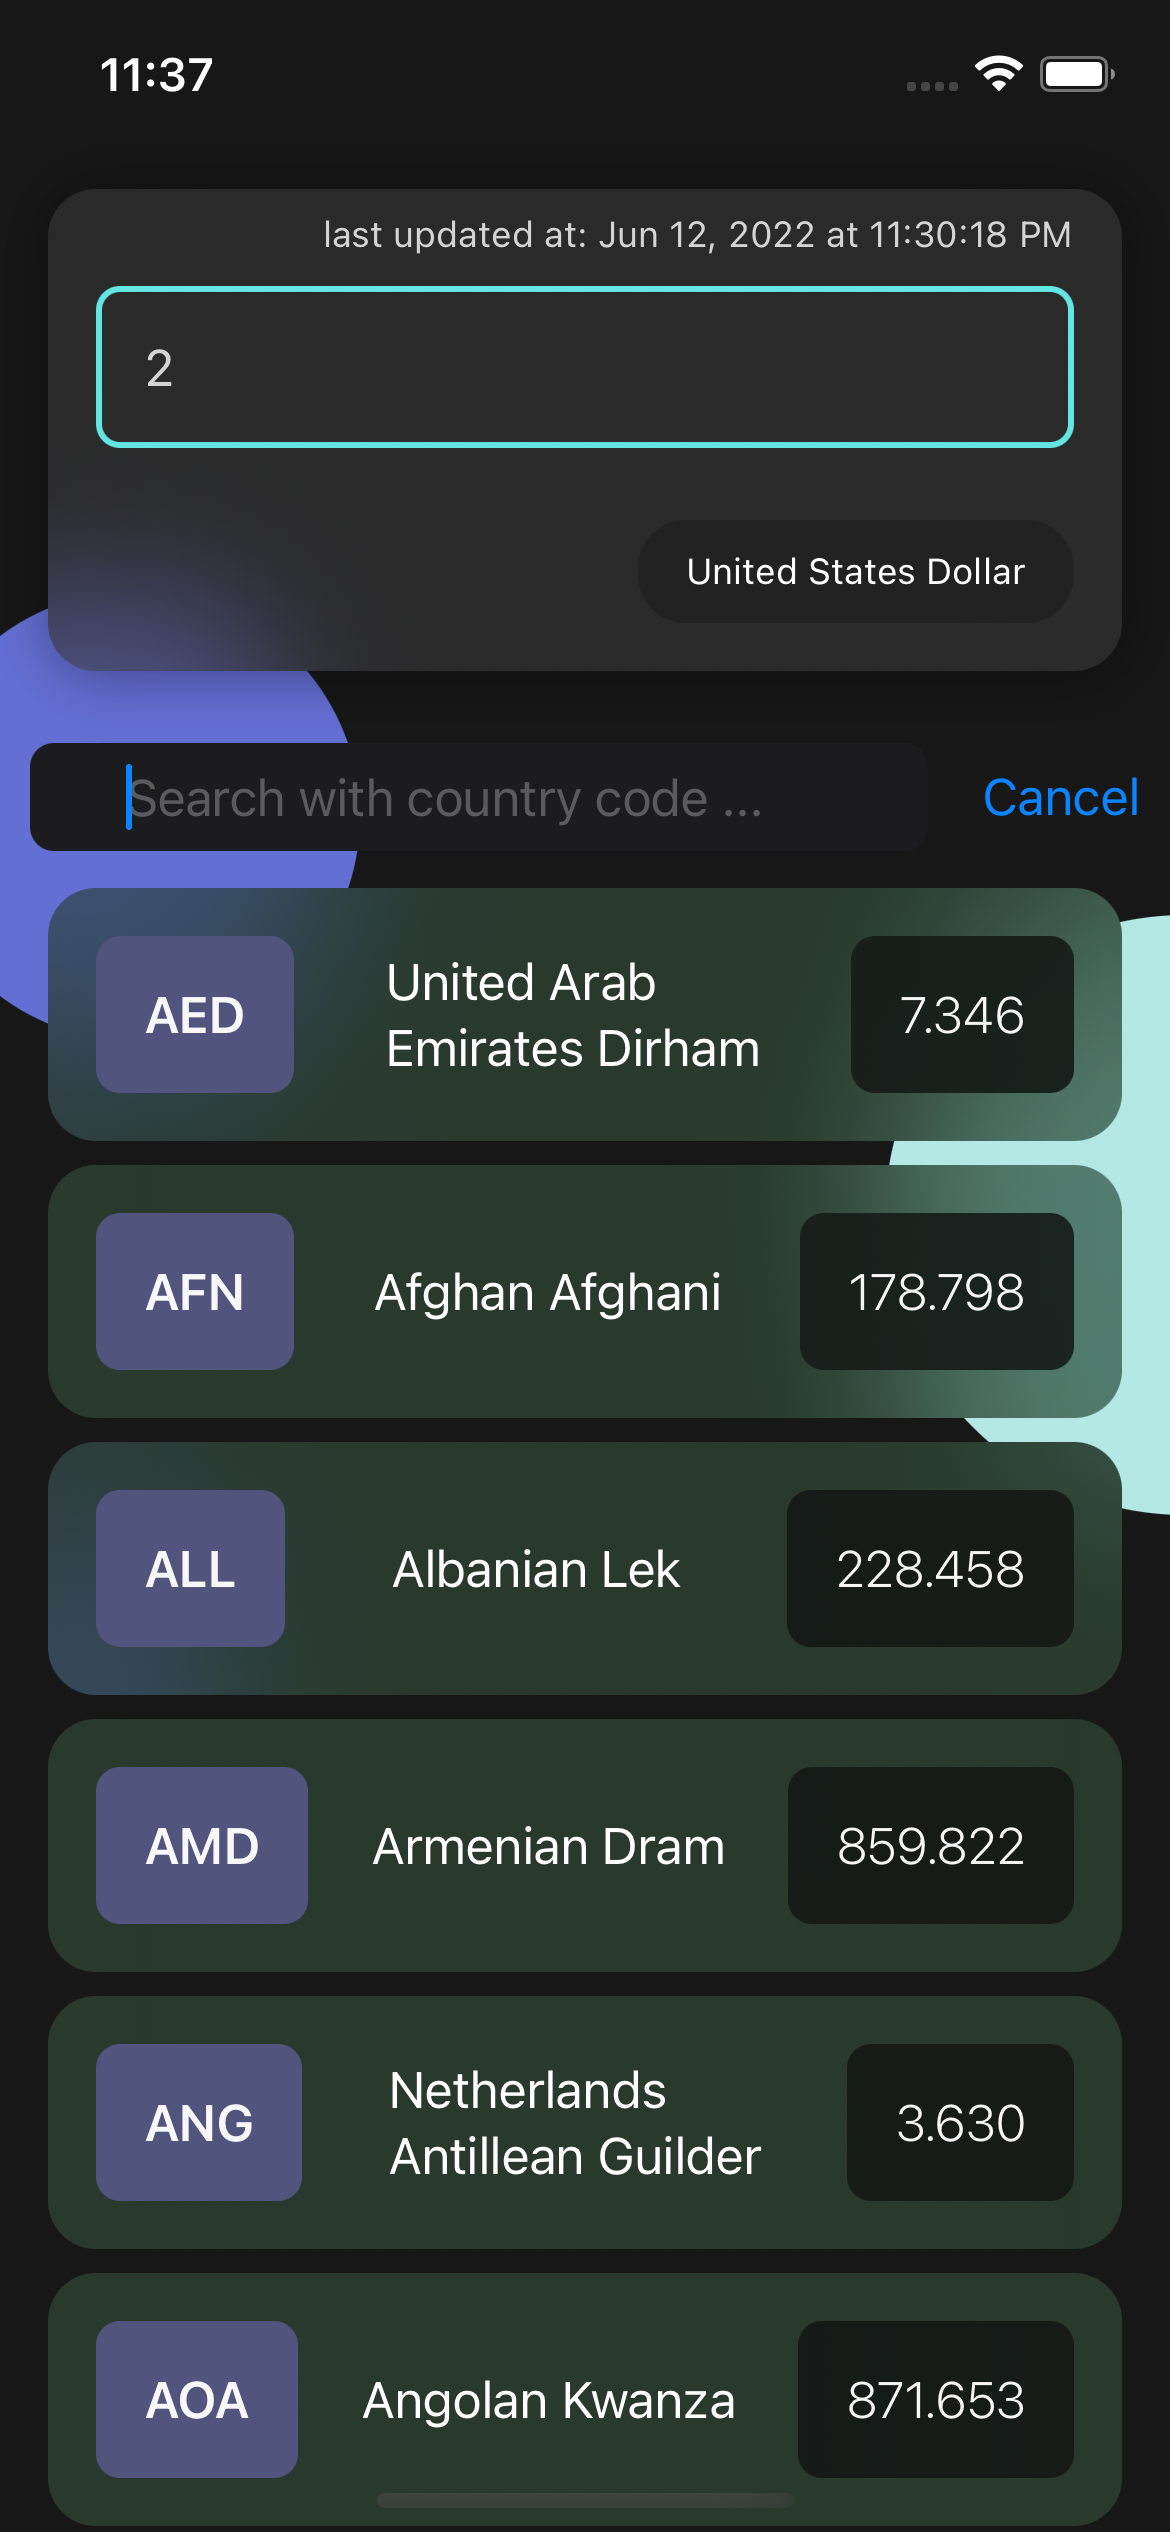 11:37
last updated at: Jun 12, 2022 at 11:30:18 PM
2
United States Dollar
Search with country code ...
Cancel
AED
United Arab
Emirates Dirham
7.346
AFN
Afghan Afghani
178.798
ALL
Albanian Lek
228.458
AMD
Armenian Dram
859.822
ANG
Netherlands
Antillean Guilder
3.630
AOA
Angolan Kwanza
871.653